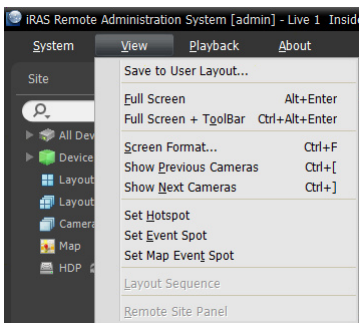 iRAS Remote Administration System [admin] - Live 1 Insid
System View Playback About
Site
Save to User Layout...
Full Screen Alt+Enter
Full Screen + ToolBar Ctrl+Alt+Enter
Screen Format... Ctrl+F
Show Previous Cameras Ctrl+[
Show Next Cameras Ctrl+]
Set Hotspot
Set Event Spot
Set Map Event Spot
Layout Sequence
Remote Site Panel
All Dev
Device
Layout
Layout
Camera
Map
HDP